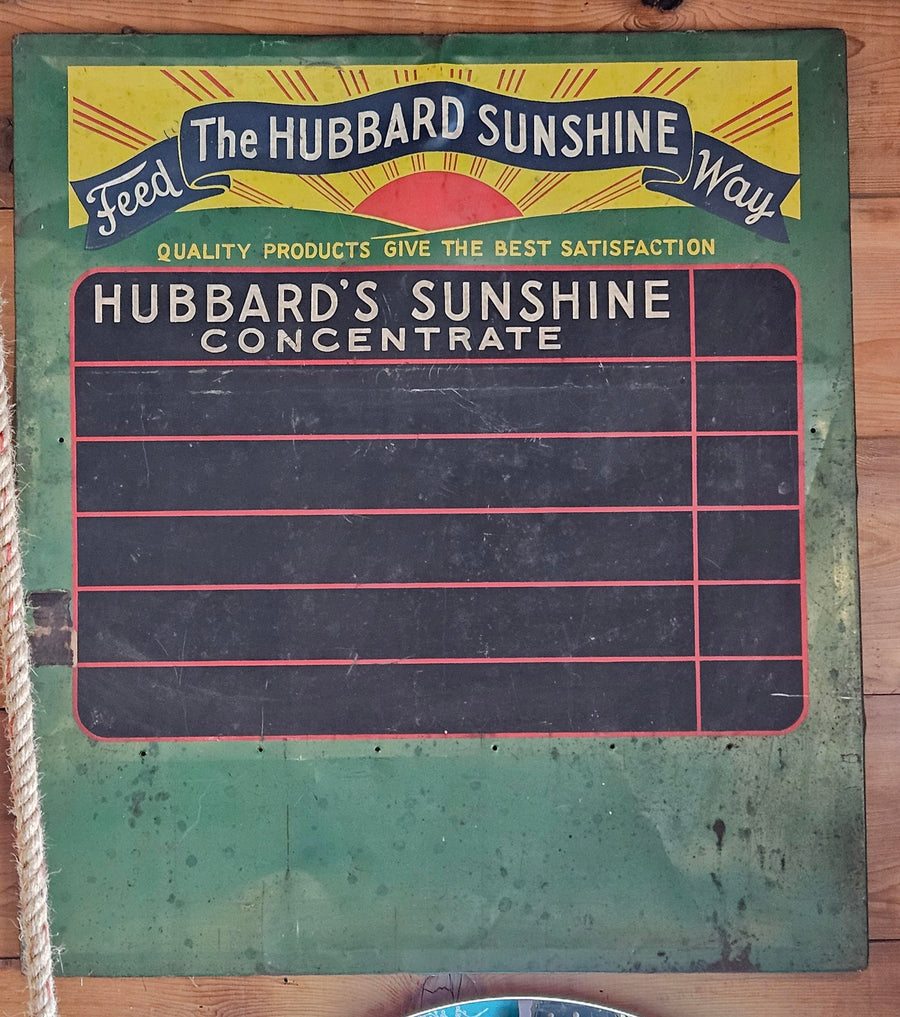 Feed The HUBBARD SUNSHINE Way
QUALITY PRODUCTS GIVE THE BEST SATISFACTION
HUBBARD'S SUNSHINE
CONCENTRATE